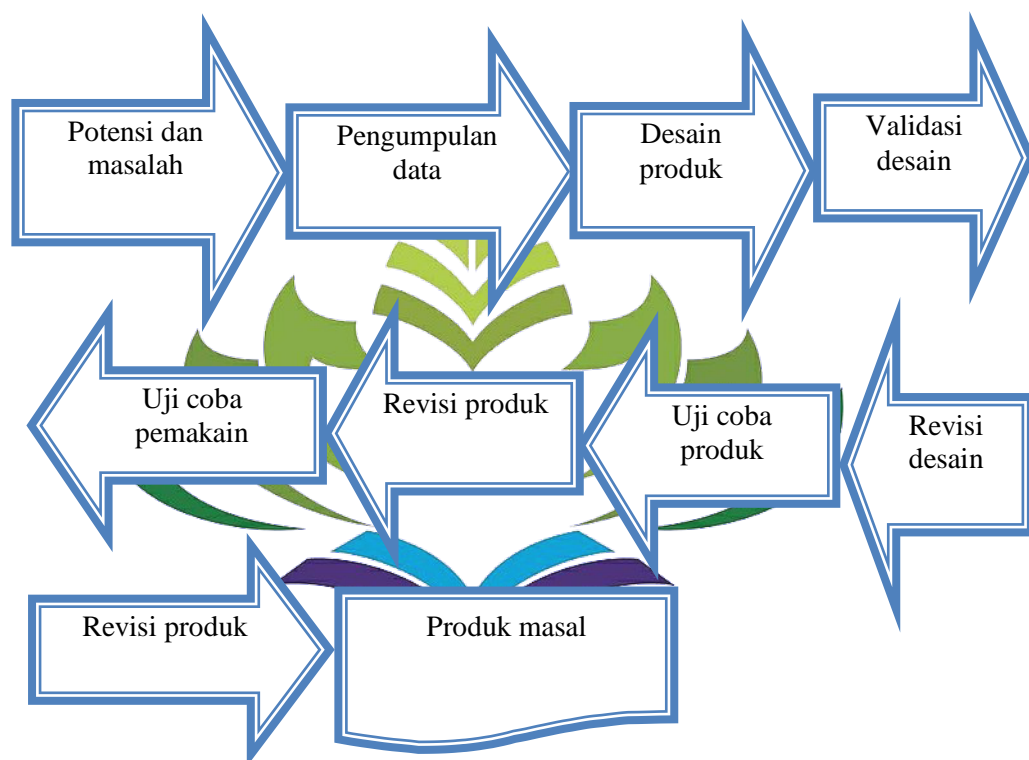 Potensi dan
masalah
Pengumpulan
data
Desain
produk
Validasi
desain
Revisi
desain
Uji coba
produk
Revisi produk
Uji coba
pemakain
Revisi produk
Produk masal